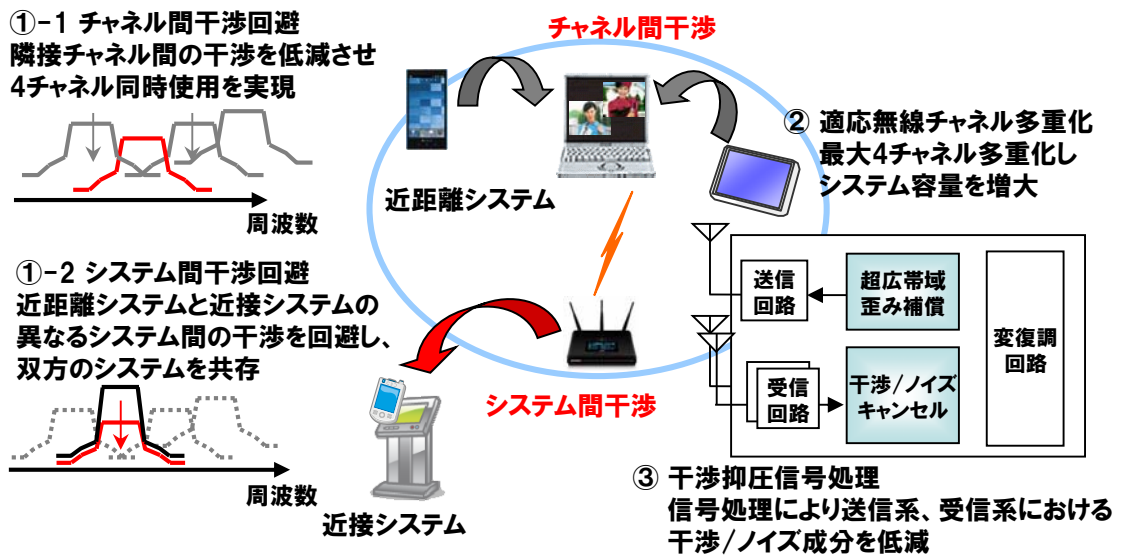 ①-1 チャネル間干渉回避
隣接チャネル間の干渉を低減させ
4チャネル同時使用を実現
周波数
チャネル間干渉
近距離システム
② 適応無線チャネル多重化
最大4チャネル多重化し
システム容量を増大
①-2 システム間干渉回避
近距離システムと近接システムの
異なるシステム間の干渉を回避し、
双方のシステムを共存
周波数
システム間干渉
近接システム
送信
回路
超広帯域
歪み補償
変復調
回路
受信
回路
干渉/ノイズ
キャンセル
③ 干渉抑圧信号処理
信号処理により送信系、受信系における
干渉/ノイズ成分を低減